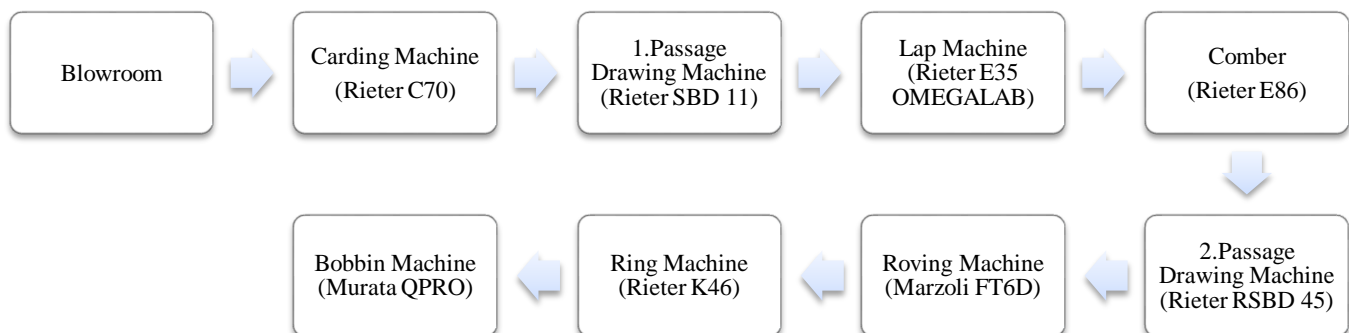 Blowroom
Carding Machine
(Rieter C70)
1.Passage
Drawing Machine
(Rieter SBD 11)
Lap Machine
(Rieter E35
OMEGALAB)
Comber
(Rieter E86)
2.Passage
Drawing Machine
(Rieter RSBD 45)
Roving Machine
(Marzoli FT6D)
Ring Machine
(Rieter K46)
Bobbin Machine
(Murata QPRO)